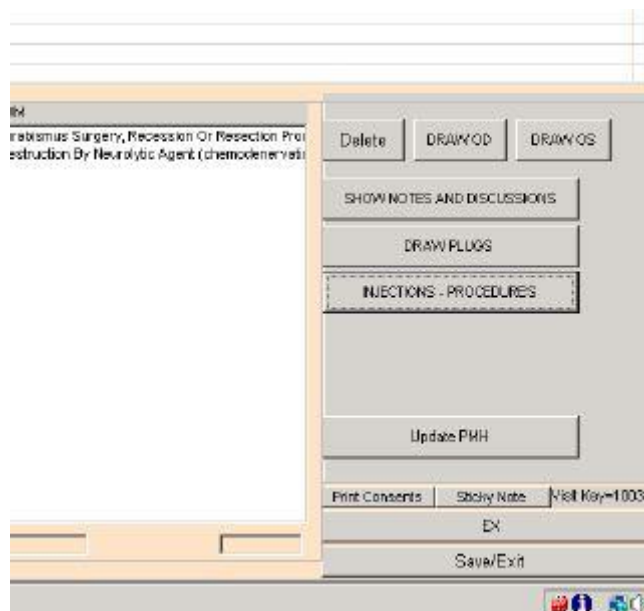 rabismus Surgery, Recession Or Resection Pro
estruction By Neurolytic Agent (chemodenervati
Delete
DRAW OD
DRAW OS
SHOW NOTES AND DISCUSSIONS
DRAW PLUGS
INJECTIONS - PROCEDURES
Update PMH
Print Consents
Sticky Note
Visit Key=1003
EX
Save/Exit